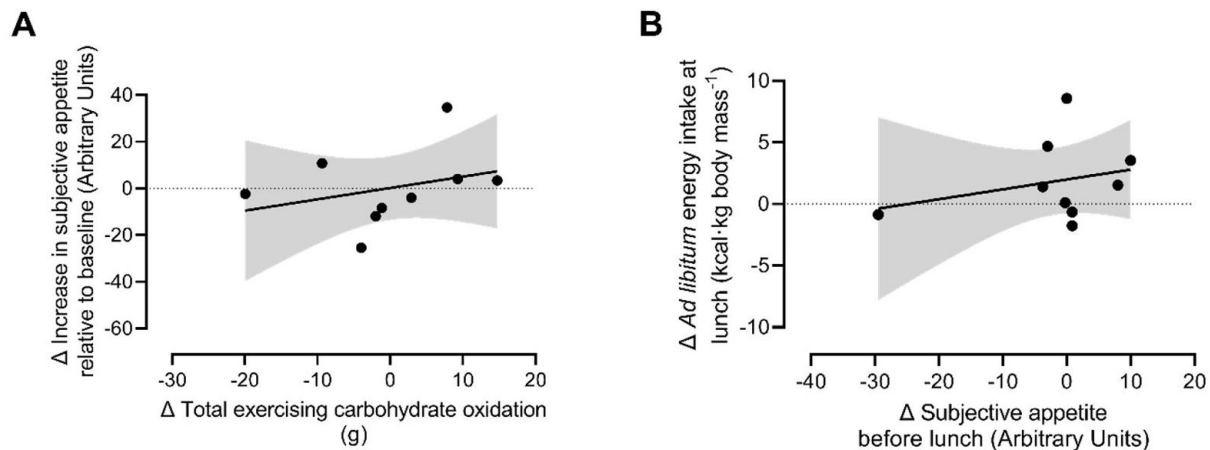 A
Δ Increase in subjective appetite
relative to baseline (Arbitrary Units)
40
20
0
-20
-40
-60
-30 -20 -10 0 10 20
Δ Total exercising carbohydrate oxidation
(g)
B
Δ Ad libitum energy intake at
lunch (kcal·kg body mass⁻¹)
10
5
0
-5
-10
-40 -30 -20 -10 0 10 20
Δ Subjective appetite
before lunch (Arbitrary Units)